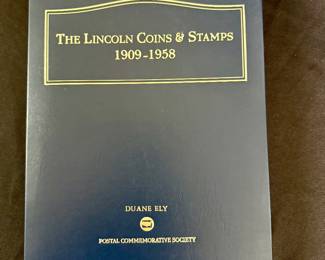 THE LINCOLN COINS & STAMPS
1909-1958
DUANE ELY
POSTAL COMMEMORATIVE SOCIETY